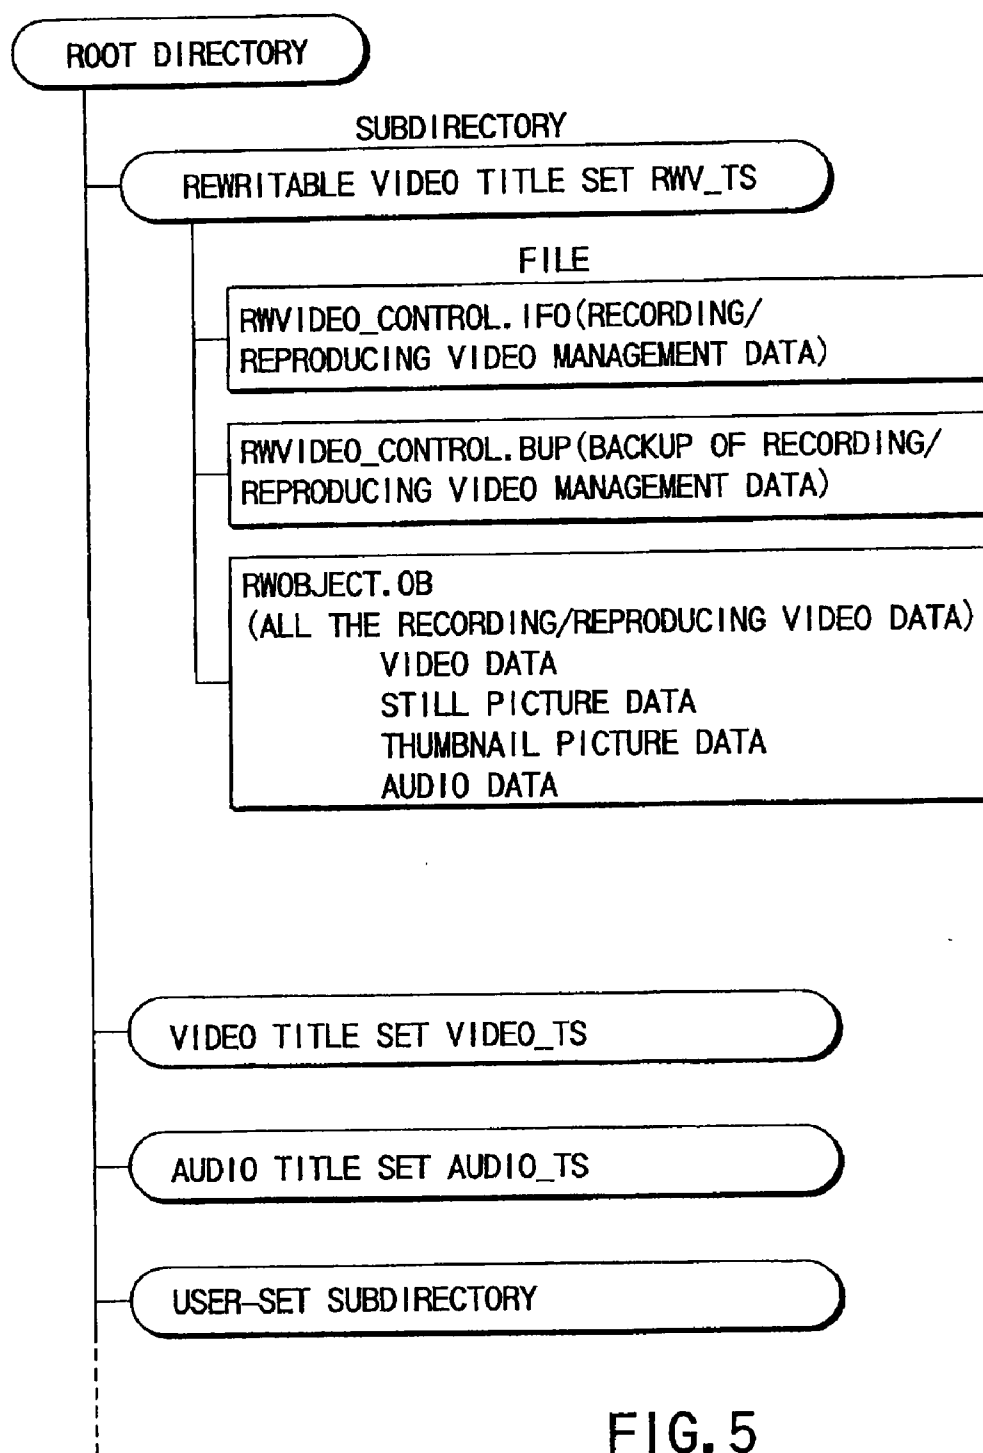 ROOT DIRECTORY
SUBDIRECTORY
REWRITABLE VIDEO TITLE SET RWV_TS
FILE
RWVIDEO_CONTROL.IFO(RECORDING/
REPRODUCING VIDEO MANAGEMENT DATA)
RWVIDEO_CONTROL.BUP(BACKUP OF RECORDING/
REPRODUCING VIDEO MANAGEMENT DATA)
RWOBJECT.OB
(ALL THE RECORDING/REPRODUCING VIDEO DATA)
VIDEO DATA
STILL PICTURE DATA
THUMBNAIL PICTURE DATA
AUDIO DATA
VIDEO TITLE SET VIDEO_TS
AUDIO TITLE SET AUDIO_TS
USER-SET SUBDIRECTORY
FIG.5